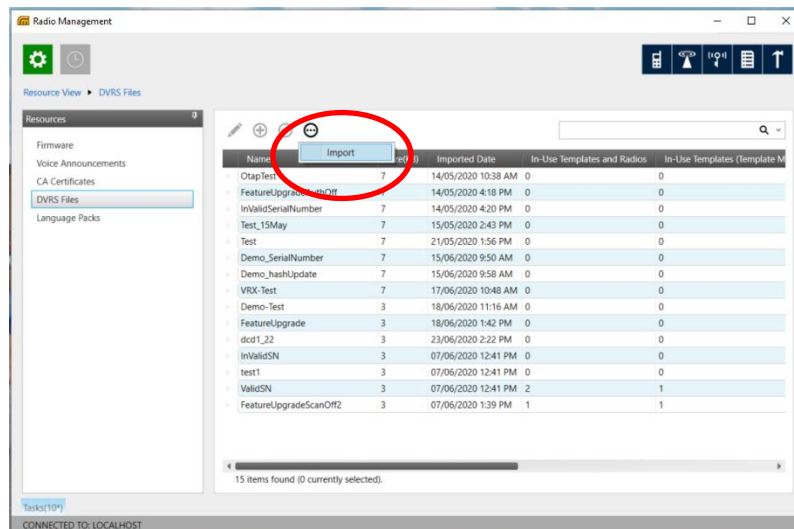 Radio Management
Resource View DVRS Files
Resources
Firmware
Voice Announcements
CA Certificates
DVRS Files
Language Packs
Import
Name Imported Date In-Use Templates and Radios In-Use Templates (Template M
OtapTest 7 14/05/2020 10:38 AM 0 0
FeatureUpgradeAuthOff 7 14/05/2020 4:18 PM 0 0
InValidSerialNumber 7 14/05/2020 4:20 PM 0 0
Test_15May 7 15/05/2020 2:43 PM 0 0
Test 7 21/05/2020 1:56 PM 0 0
Demo_SerialNumber 7 15/06/2020 9:50 AM 0 0
Demo_hashUpdate 7 15/06/2020 9:58 AM 0 0
VRX-Test 7 17/06/2020 10:48 AM 0 0
Demo-Test 3 18/06/2020 11:16 AM 0 0
FeatureUpgrade 3 18/06/2020 1:42 PM 0 0
dcd1_22 3 23/06/2020 2:22 PM 0 0
InValidSN 3 07/06/2020 12:41 PM 0 0
test1 3 07/06/2020 12:41 PM 0 0
ValidSN 3 07/06/2020 12:41 PM 2 1
FeatureUpgradeScanOff2 3 07/06/2020 1:39 PM 1 1
15 items found (0 currently selected).
Tasks(10*)
CONNECTED TO: LOCALHOST